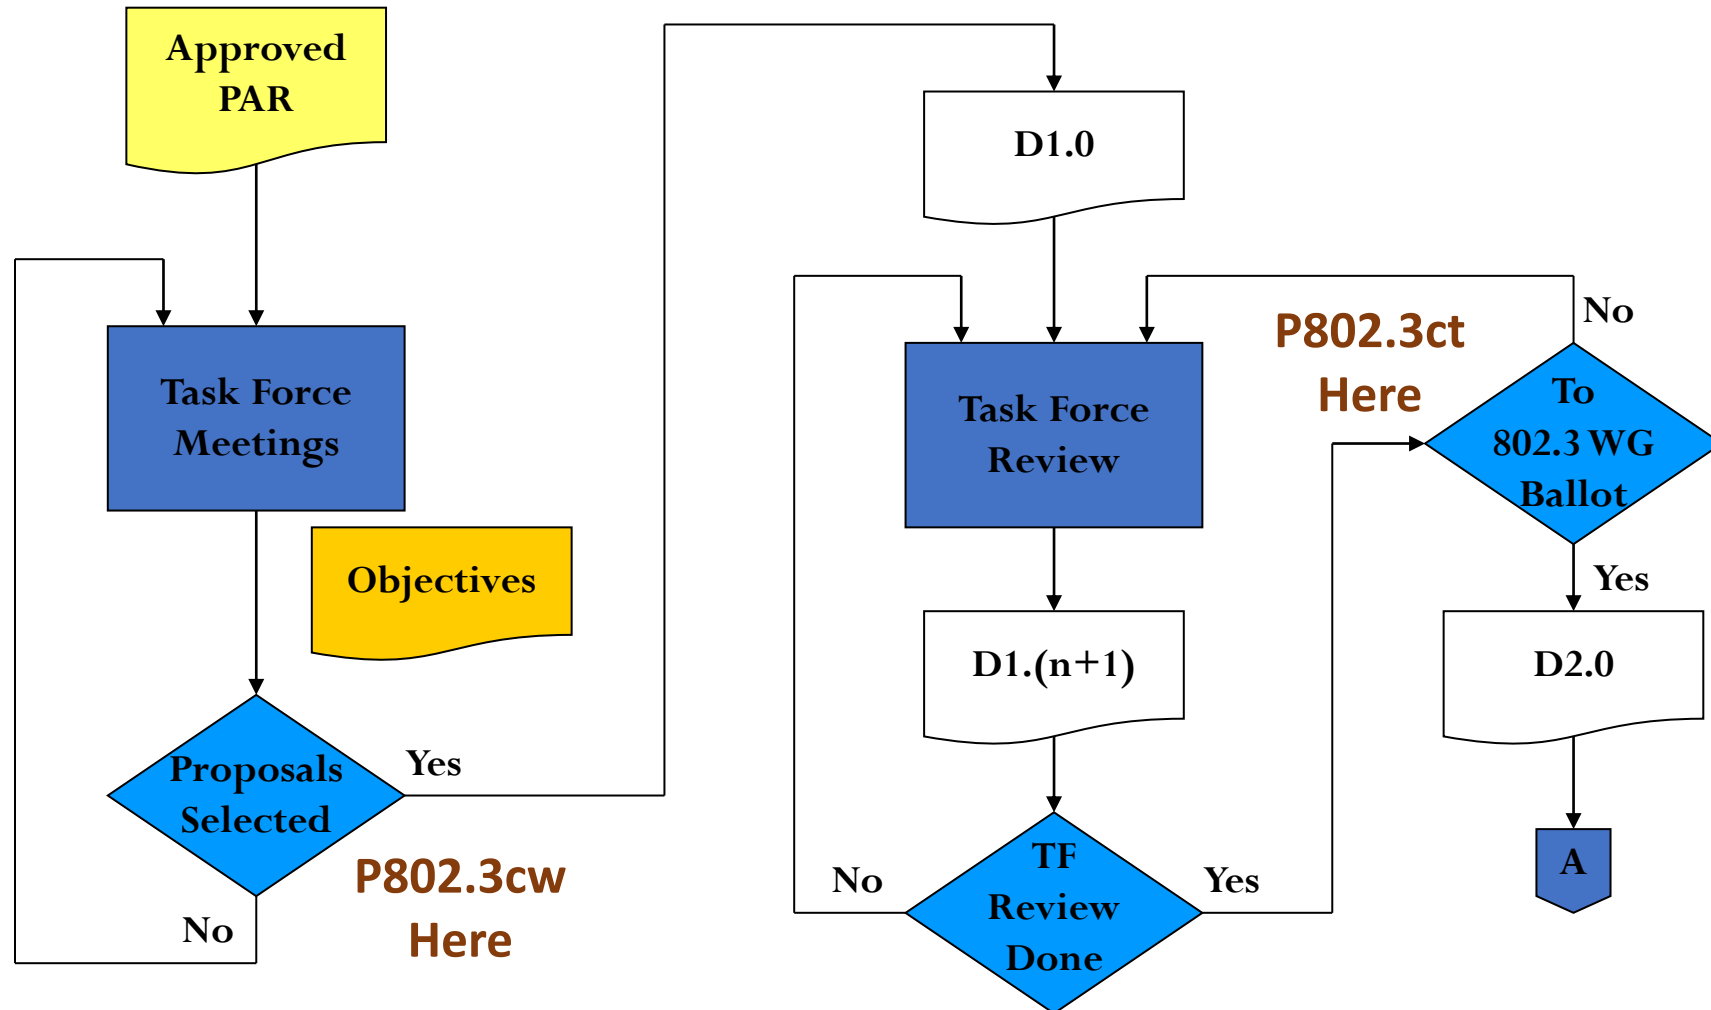 Approved
PAR
Task Force
Meetings
Objectives
Proposals
Selected
Yes
No
P802.3cw
Here
D1.0
Task Force
Review
D1.(n+1)
TF
Review
Done
No
Yes
P802.3ct
Here
To
802.3 WG
Ballot
No
Yes
D2.0
A